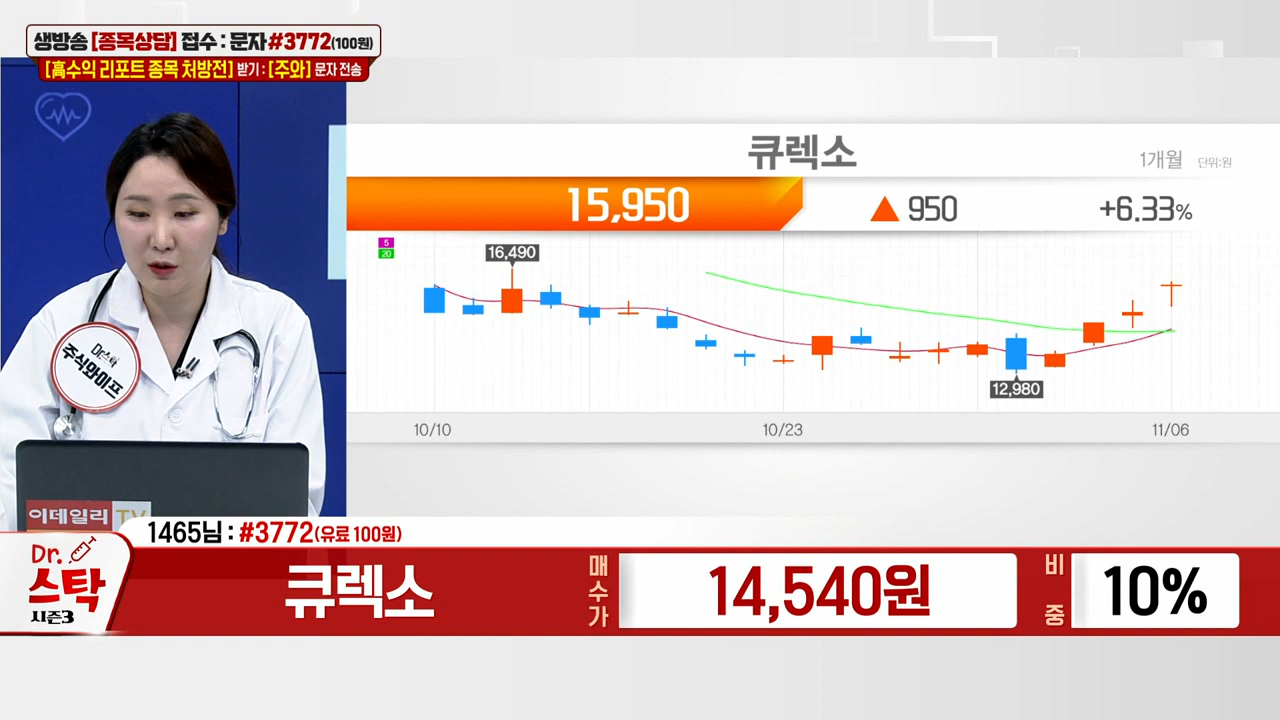 생방송 [종목상담] 접수 : 문자#3772(100원)
[高수익 리포트 종목 처방전] 받기 : [주와] 문자 전송
큐렉소
1개월 단위:원
15,950 ▲ 950 +6.33%
5
20
16,490
12,980
10/10 10/23 11/06
Dr.스탁
주식와이프
이데일리 TV
1465님 : #3772(유료 100원)
Dr.
스탁
시즌3
큐렉소 매수가 14,540원 비중 10%